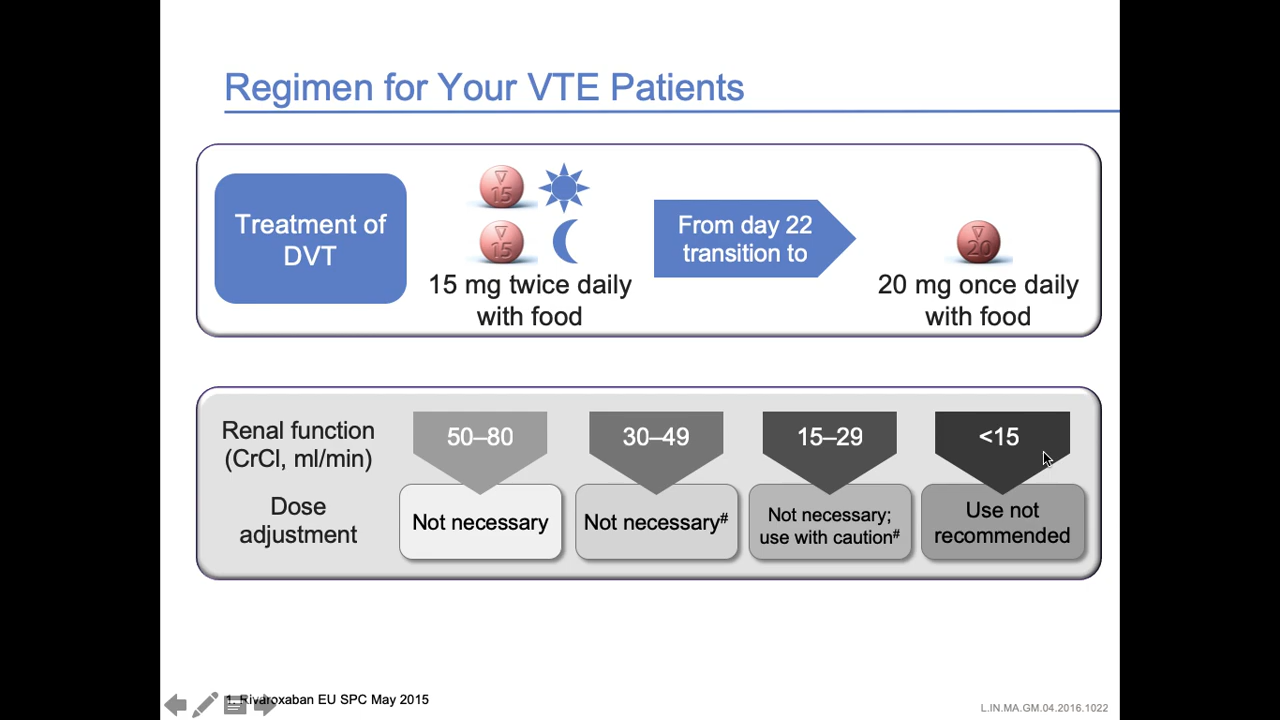 Regimen for Your VTE Patients
Treatment of
DVT
15
15
15 mg twice daily
with food
From day 22
transition to
20
20 mg once daily
with food
Renal function
(CrCl, ml/min)
50–80
30–49
15–29
<15
Dose
adjustment
Not necessary
Not necessary#
Not necessary;
use with caution#
Use not
recommended
1. Rivaroxaban EU SPC May 2015
L.IN.MA.GM.04.2016.1022